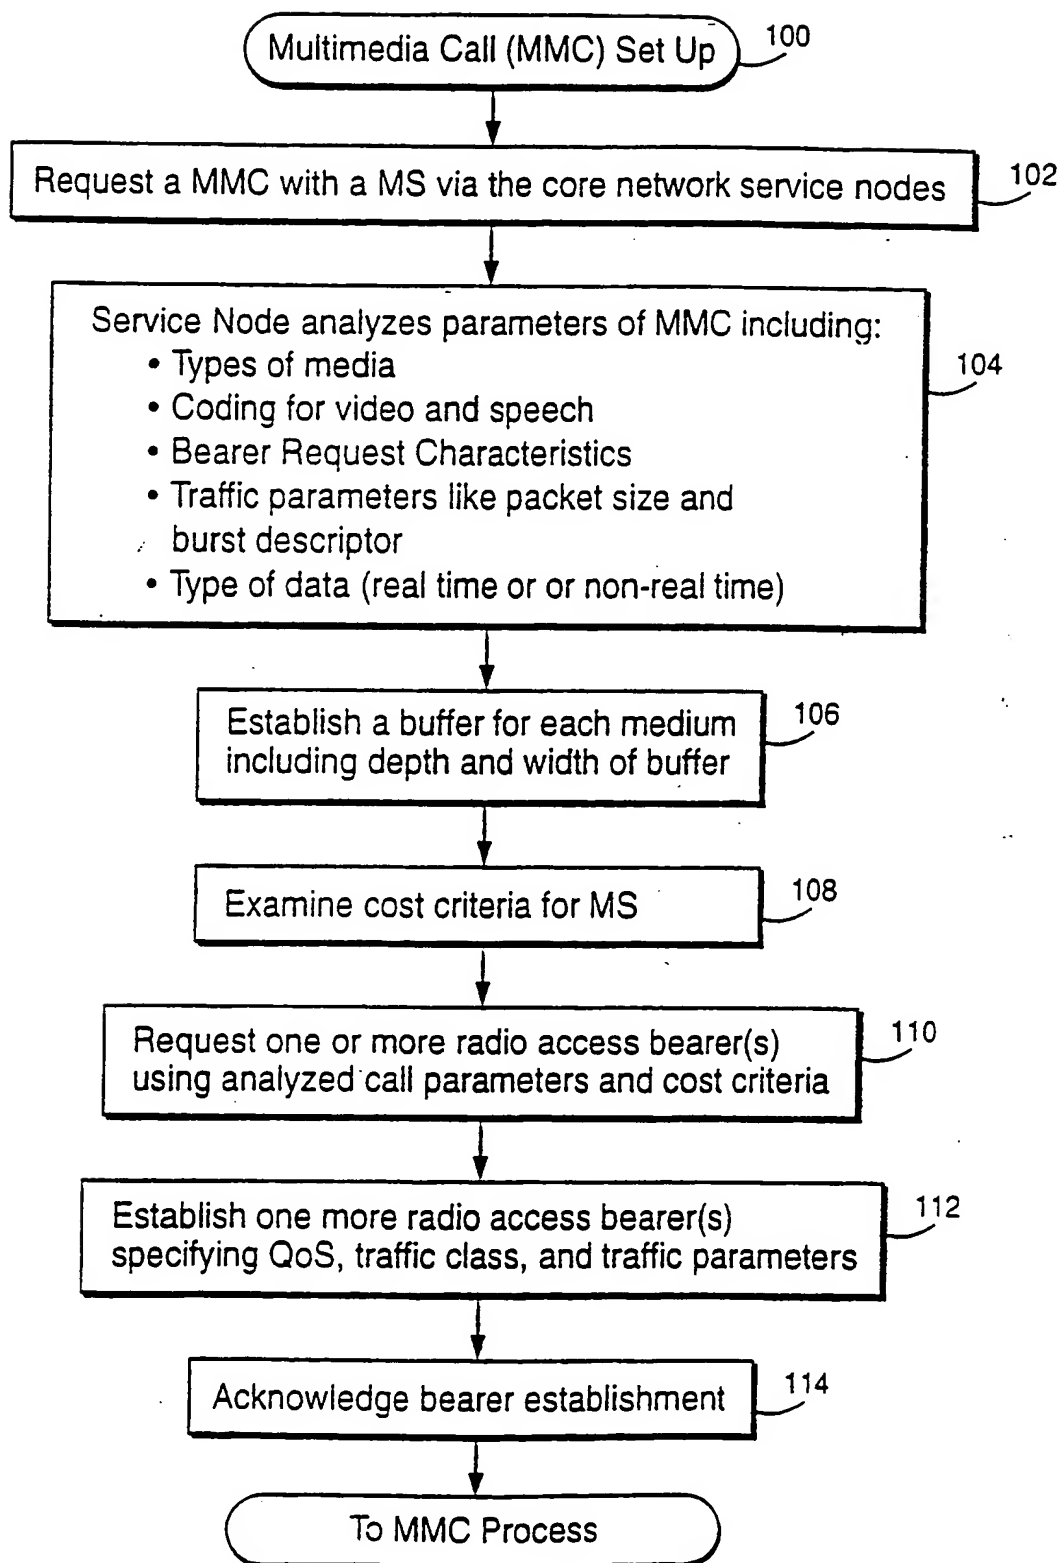 Multimedia Call (MMC) Set Up
100
Request a MMC with a MS via the core network service nodes
102
Service Node analyzes parameters of MMC including:
• Types of media
• Coding for video and speech
• Bearer Request Characteristics
• Traffic parameters like packet size and
burst descriptor
• Type of data (real time or or non-real time)
104
Establish a buffer for each medium
including depth and width of buffer
106
Examine cost criteria for MS
108
Request one or more radio access bearer(s)
using analyzed call parameters and cost criteria
110
Establish one more radio access bearer(s)
specifying QoS, traffic class, and traffic parameters
112
Acknowledge bearer establishment
114
To MMC Process